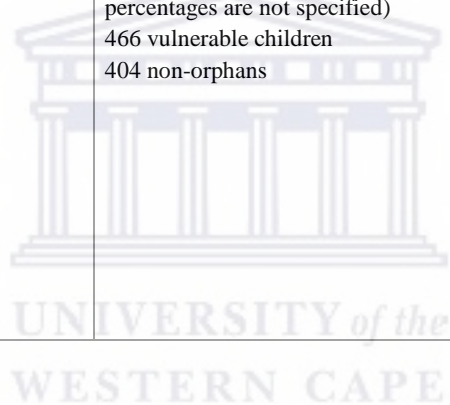 percentages are not specified)
466 vulnerable children
404 non-orphans
UNIVERSITY of the
WESTERN CAPE